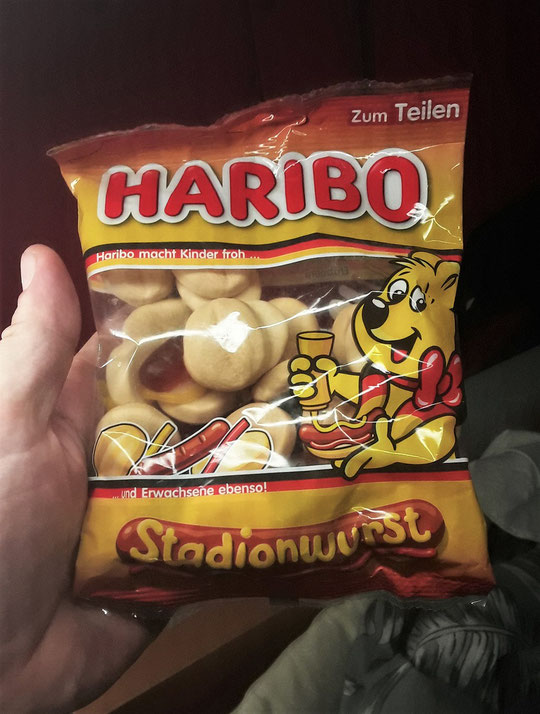 Zum Teilen
HARIBO
Haribo macht Kinder froh ...
... und Erwachsene ebenso!
Stadionwurst